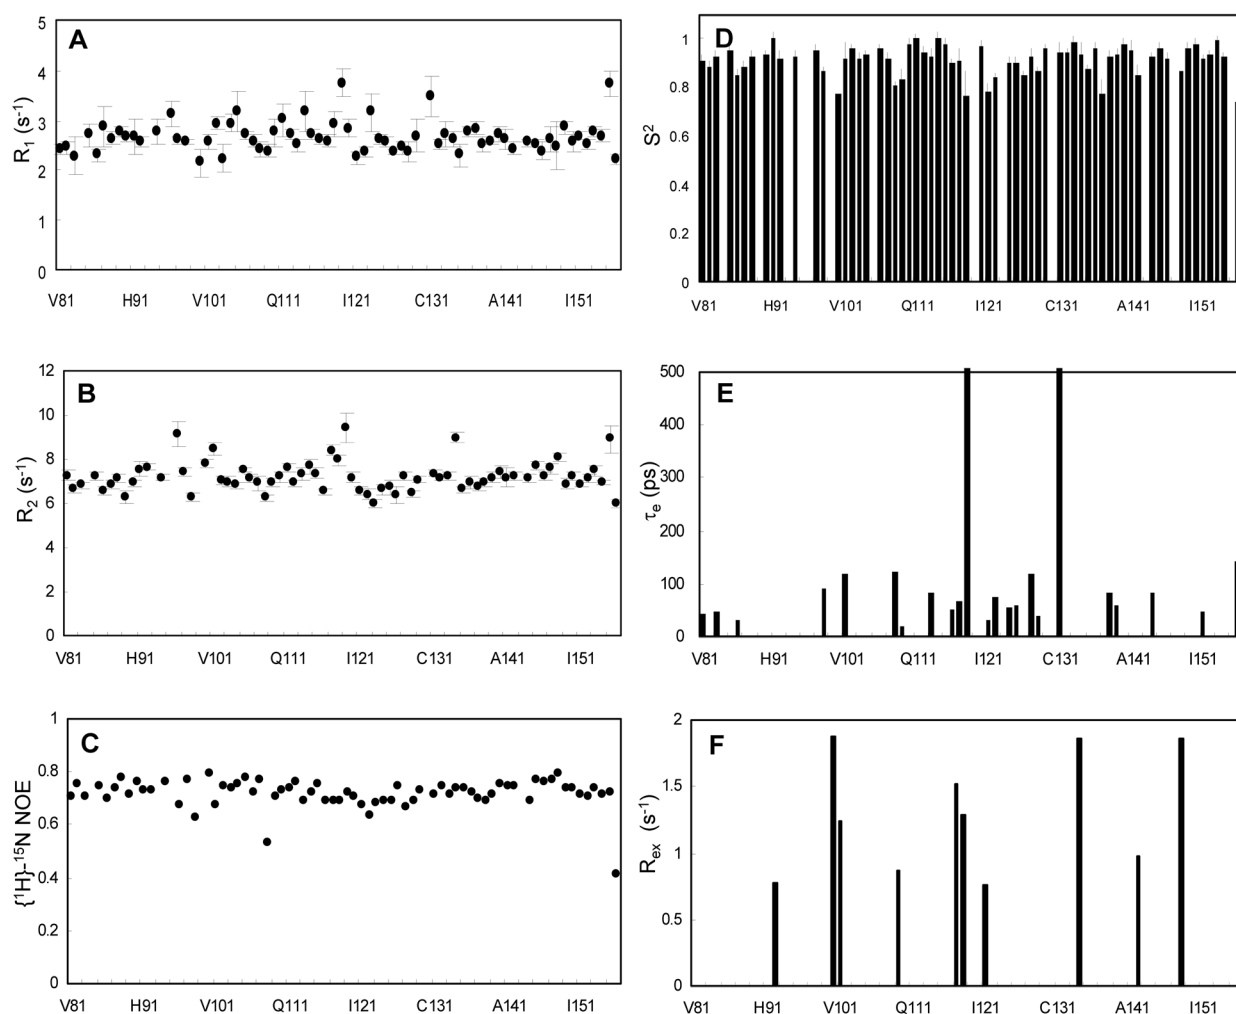 A
R₁ (s⁻¹)
5
4
3
2
1
0
V81 H91 V101 Q111 I121 C131 A141 I151
D
S²
1
0.8
0.6
0.4
0.2
0
V81 H91 V101 Q111 I121 C131 A141 I151
B
R₂ (s⁻¹)
12
10
8
6
4
2
0
V81 H91 V101 Q111 I121 C131 A141 I151
E
τₑ (ps)
500
400
300
200
100
0
V81 H91 V101 Q111 I121 C131 A141 I151
C
{¹H}-¹⁵N NOE
1
0.8
0.6
0.4
0.2
0
V81 H91 V101 Q111 I121 C131 A141 I151
F
Rₑₓ (s⁻¹)
2
1.5
1
0.5
0
V81 H91 V101 Q111 I121 C131 A141 I151